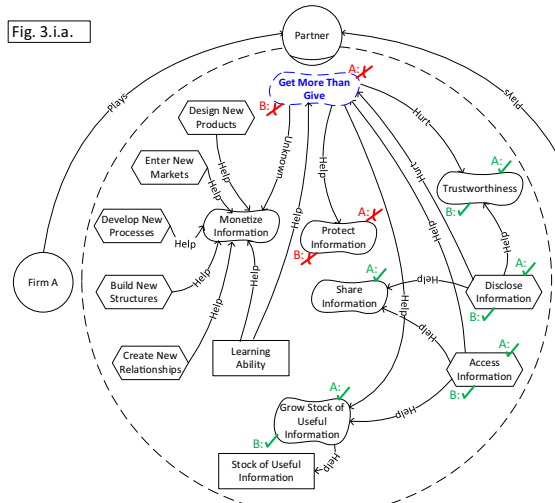 Fig. 3.i.a.
Partner
Plays
plays
A:
Get More Than
Give
B:
Design New
Products
Help
Unknown
Hurt
Enter New
Markets
Help
Help
Hurt
A:
Trustworthiness
B:
Develop New
Processes
Help
Monetize
Information
Help
A:
Protect
Information
B:
Help
Help
Firm A
Build New
Structures
Help
Help
A:
Share
Information
Help
A:
Disclose
Information
B:
Help
Help
Create New
Relationships
Help
Learning
Ability
A:
Access
Information
B:
A:
Grow Stock of
Useful
Information
B:
Help
Help
Stock of Useful
Information